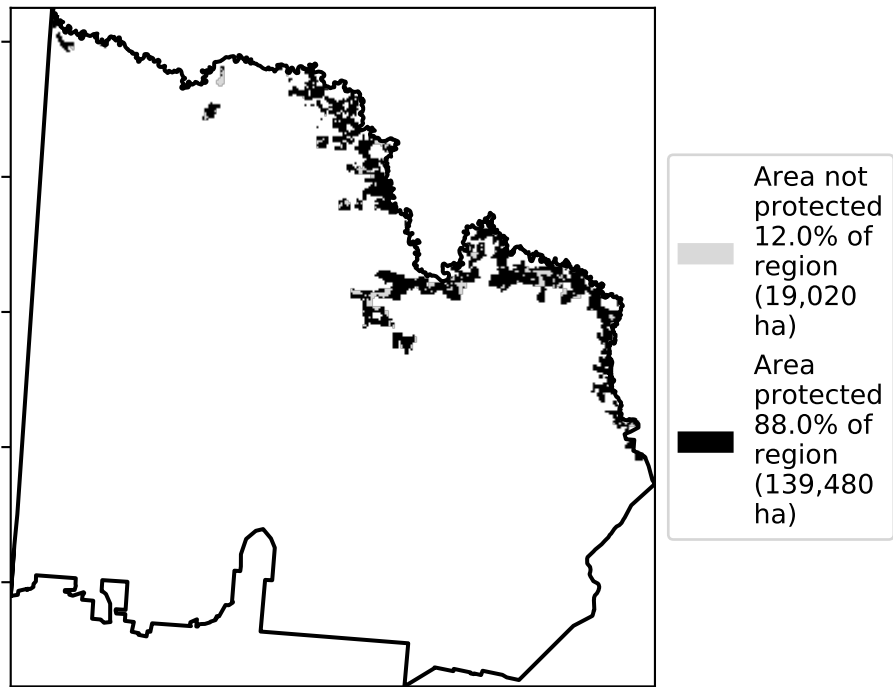 Area not
protected
12.0% of
region
(19,020
ha)
Area
protected
88.0% of
region
(139,480
ha)